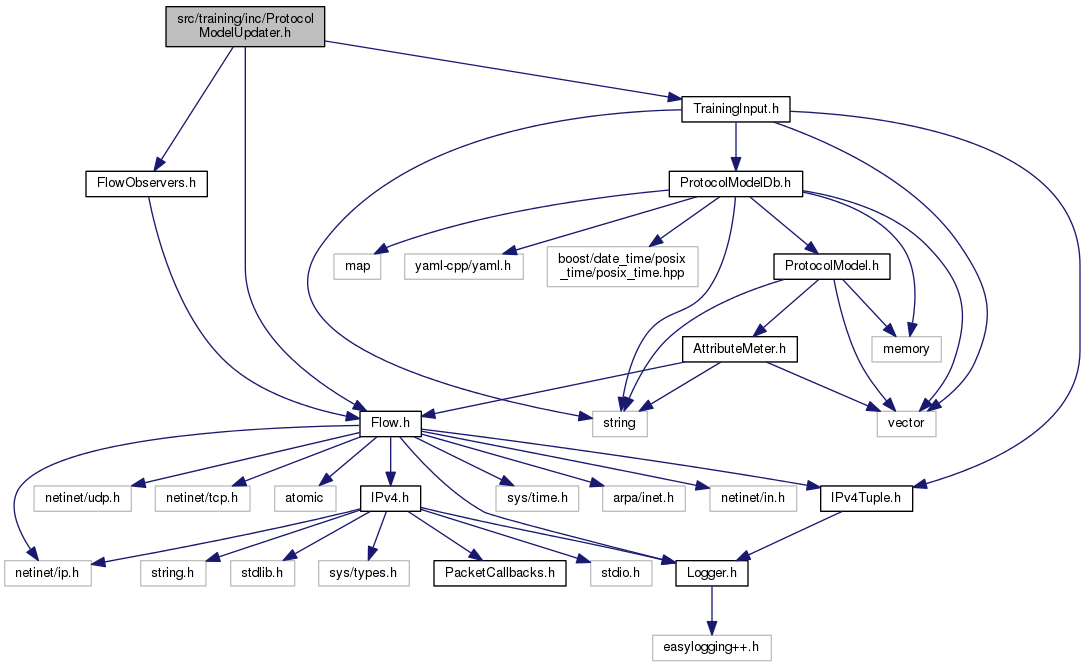 src/training/inc/Protocol
ModelUpdater.h
TrainingInput.h
FlowObservers.h
ProtocolModelDb.h
map
yaml-cpp/yaml.h
boost/date_time/posix
_time/posix_time.hpp
ProtocolModel.h
AttributeMeter.h
memory
Flow.h
string
vector
netinet/udp.h
netinet/tcp.h
atomic
IPv4.h
sys/time.h
arpa/inet.h
netinet/in.h
IPv4Tuple.h
netinet/ip.h
string.h
stdlib.h
sys/types.h
PacketCallbacks.h
stdio.h
Logger.h
easylogging++.h